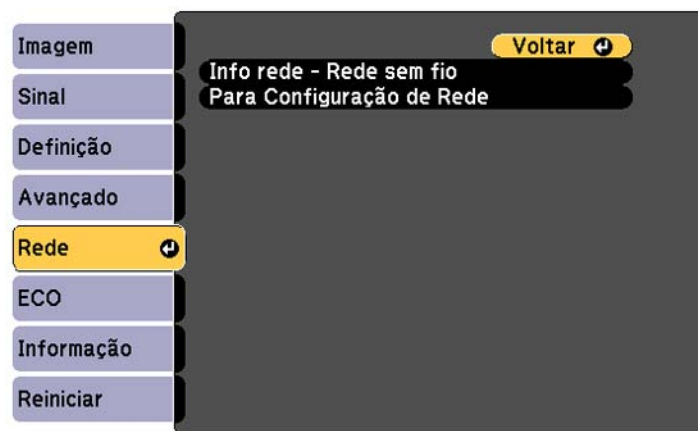 Imagem
Sinal
Definição
Avançado
Rede
ECO
Informação
Reiniciar
Voltar
Info rede - Rede sem fio
Para Configuração de Rede